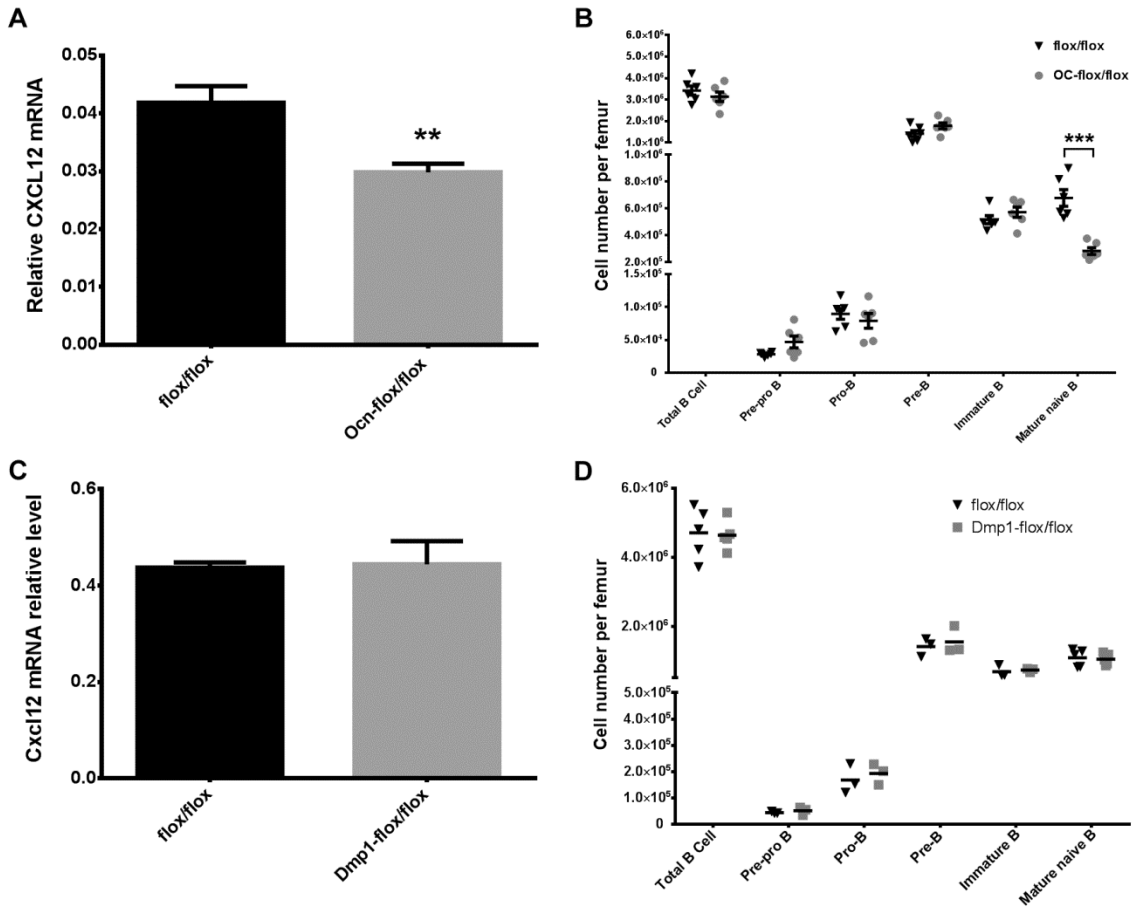 A
Relative CXCL12 mRNA
0.05
0.04
0.03
0.02
0.01
0.00
**
flox/flox
Ocn-flox/flox
B
Cell number per femur
6.0×10⁶
5.0×10⁶
4.0×10⁶
3.0×10⁶
2.0×10⁶
1.0×10⁶
1.0×10⁶
8.0×10⁵
6.0×10⁵
4.0×10⁵
2.0×10⁵
1.5×10⁵
1.0×10⁵
5.0×10⁴
0
flox/flox
OC-flox/flox
***
Total B Cell
Pre-pro B
Pro-B
Pre-B
Immature B
Mature naive B
C
Cxcl12 mRNA relative level
0.6
0.4
0.2
0.0
flox/flox
Dmp1-flox/flox
D
Cell number per femur
6.0×10⁶
4.0×10⁶
2.0×10⁶
5.0×10⁵
4.0×10⁵
3.0×10⁵
2.0×10⁵
1.0×10⁵
0
flox/flox
Dmp1-flox/flox
Total B Cell
Pre-pro B
Pro-B
Pre-B
Immature B
Mature naive B